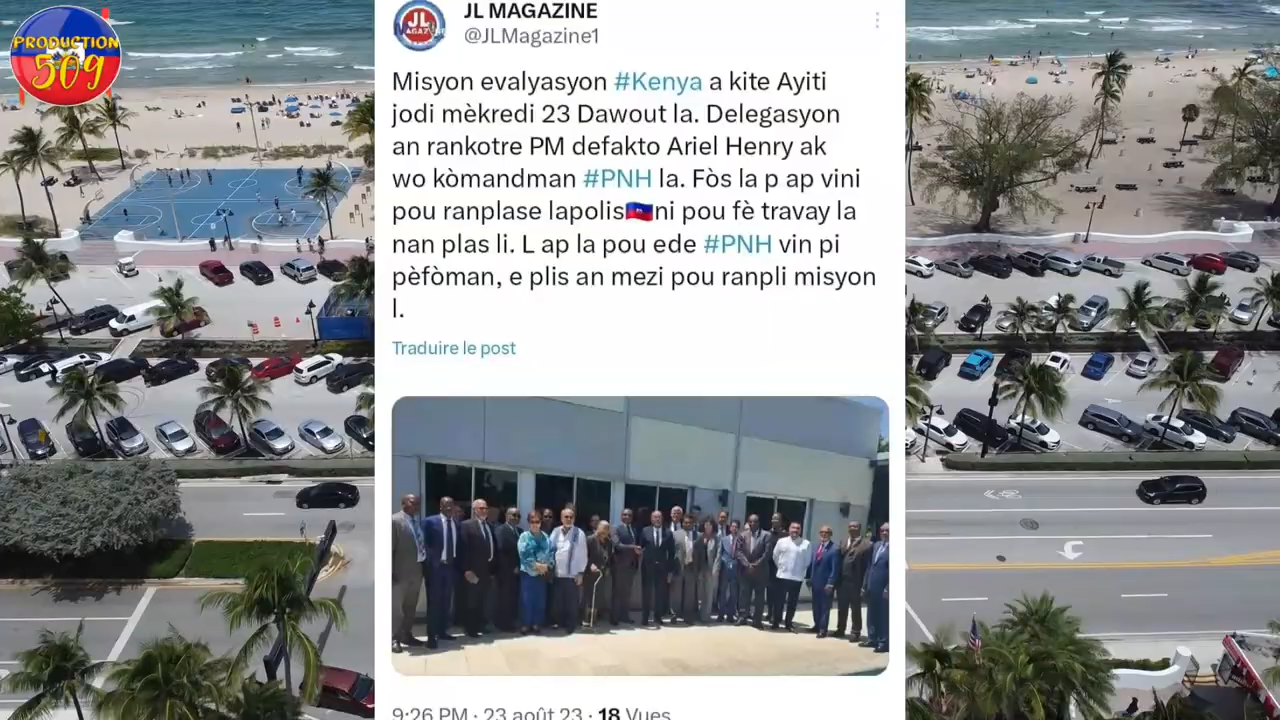 PRODUCTION
509
JL
MAGAZINE
JL MAGAZINE
@JLMagazine1
Misyon evalyasyon #Kenya a kite Ayiti
jodi mèkredi 23 Dawout la. Delegasyon
an rankotre PM defakto Ariel Henry ak
wo kòmandman #PNH la. Fòs la p ap vini
pou ranplase lapolis🇭🇹ni pou fè travay la
nan plas li. L ap la pou ede #PNH vin pi
pèfòman, e plis an mezi pou ranpli misyon
l.
Traduire le post
9:26 PM · 23 août 23 · 18 Vues